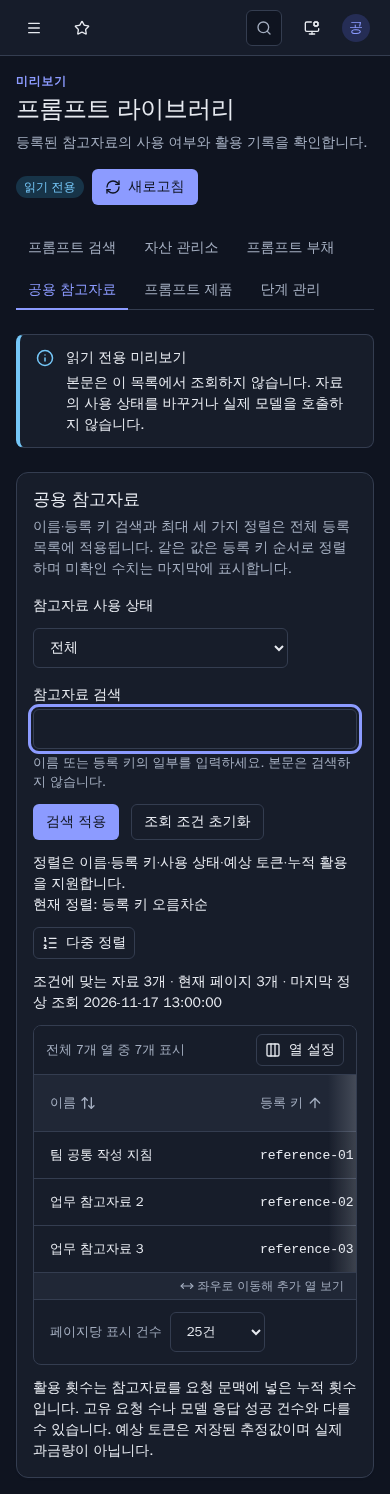 공
미리보기
프롬프트 라이브러리
등록된 참고자료의 사용 여부와 활용 기록을 확인합니다.
읽기 전용
새로고침
프롬프트 검색 자산 관리소 프롬프트 부채
공용 참고자료 프롬프트 제품 단계 관리
읽기 전용 미리보기
본문은 이 목록에서 조회하지 않습니다. 자료
의 사용 상태를 바꾸거나 실제 모델을 호출하
지 않습니다.
공용 참고자료
이름·등록 키 검색과 최대 세 가지 정렬은 전체 등록
목록에 적용됩니다. 같은 값은 등록 키 순서로 정렬
하며 미확인 수치는 마지막에 표시합니다.
참고자료 사용 상태
전체
참고자료 검색
이름 또는 등록 키의 일부를 입력하세요. 본문은 검색하
지 않습니다.
검색 적용 조회 조건 초기화
정렬은 이름·등록 키·사용 상태·예상 토큰·누적 활용
을 지원합니다.
현재 정렬: 등록 키 오름차순
다중 정렬
조건에 맞는 자료 3개 · 현재 페이지 3개 · 마지막 정
상 조회 2026-11-17 13:00:00
전체 7개 열 중 7개 표시 열 설정
이름 등록 키
팀 공통 작성 지침 reference-01
업무 참고자료 2 reference-02
업무 참고자료 3 reference-03
좌우로 이동해 추가 열 보기
페이지당 표시 건수 25건
활용 횟수는 참고자료를 요청 문맥에 넣은 누적 횟수
입니다. 고유 요청 수나 모델 응답 성공 건수와 다를
수 있습니다. 예상 토큰은 저장된 추정값이며 실제
과금량이 아닙니다.